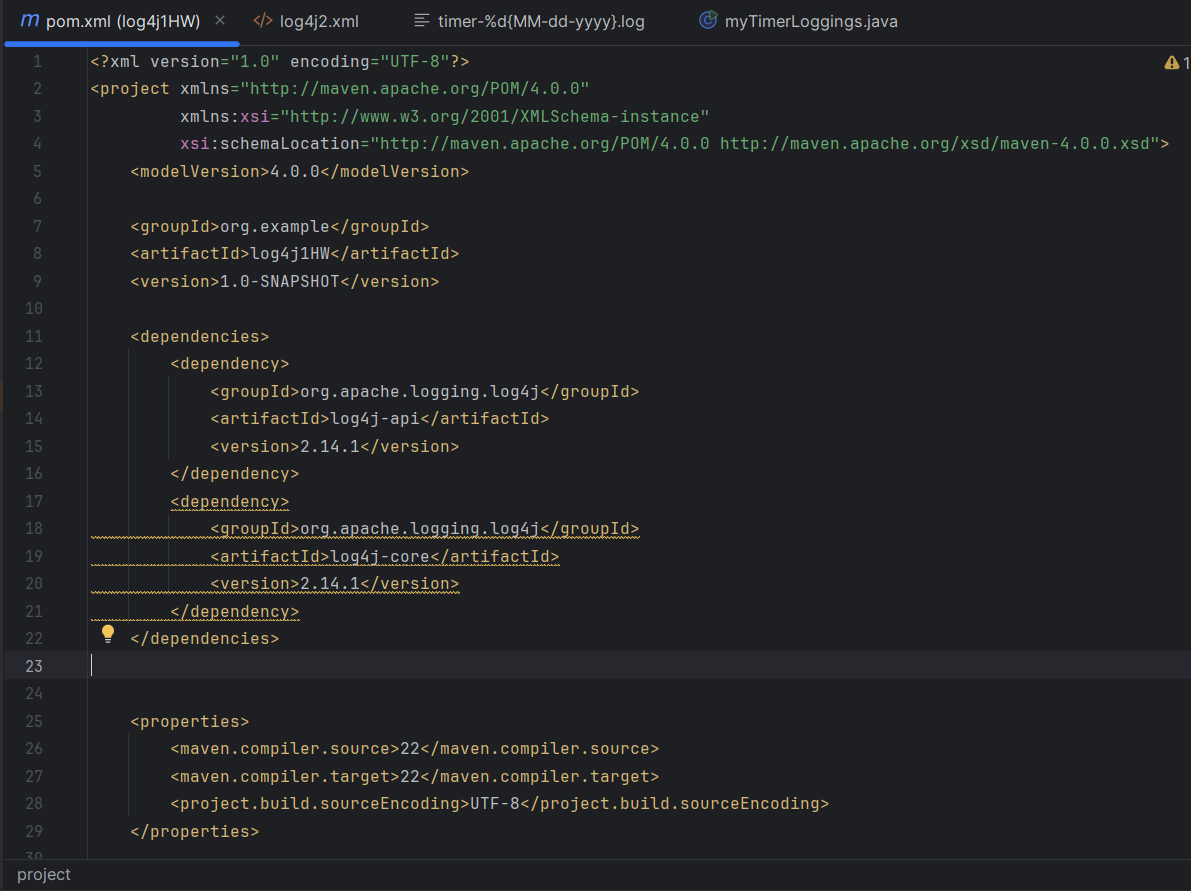 pom.xml (log4j1HW) log4j2.xml timer-%d{MM-dd-yyyy}.log myTimerLoggings.java
1 <?xml version="1.0" encoding="UTF-8"?> 1
2 <project xmlns="http://maven.apache.org/POM/4.0.0"
3 xmlns:xsi="http://www.w3.org/2001/XMLSchema-instance"
4 xsi:schemaLocation="http://maven.apache.org/POM/4.0.0 http://maven.apache.org/xsd/maven-4.0.0.xsd">
5 <modelVersion>4.0.0</modelVersion>
6
7 <groupId>org.example</groupId>
8 <artifactId>log4j1HW</artifactId>
9 <version>1.0-SNAPSHOT</version>
10
11 <dependencies>
12 <dependency>
13 <groupId>org.apache.logging.log4j</groupId>
14 <artifactId>log4j-api</artifactId>
15 <version>2.14.1</version>
16 </dependency>
17 <dependency>
18 <groupId>org.apache.logging.log4j</groupId>
19 <artifactId>log4j-core</artifactId>
20 <version>2.14.1</version>
21 </dependency>
22 </dependencies>
23
24
25 <properties>
26 <maven.compiler.source>22</maven.compiler.source>
27 <maven.compiler.target>22</maven.compiler.target>
28 <project.build.sourceEncoding>UTF-8</project.build.sourceEncoding>
29 </properties>
30
project